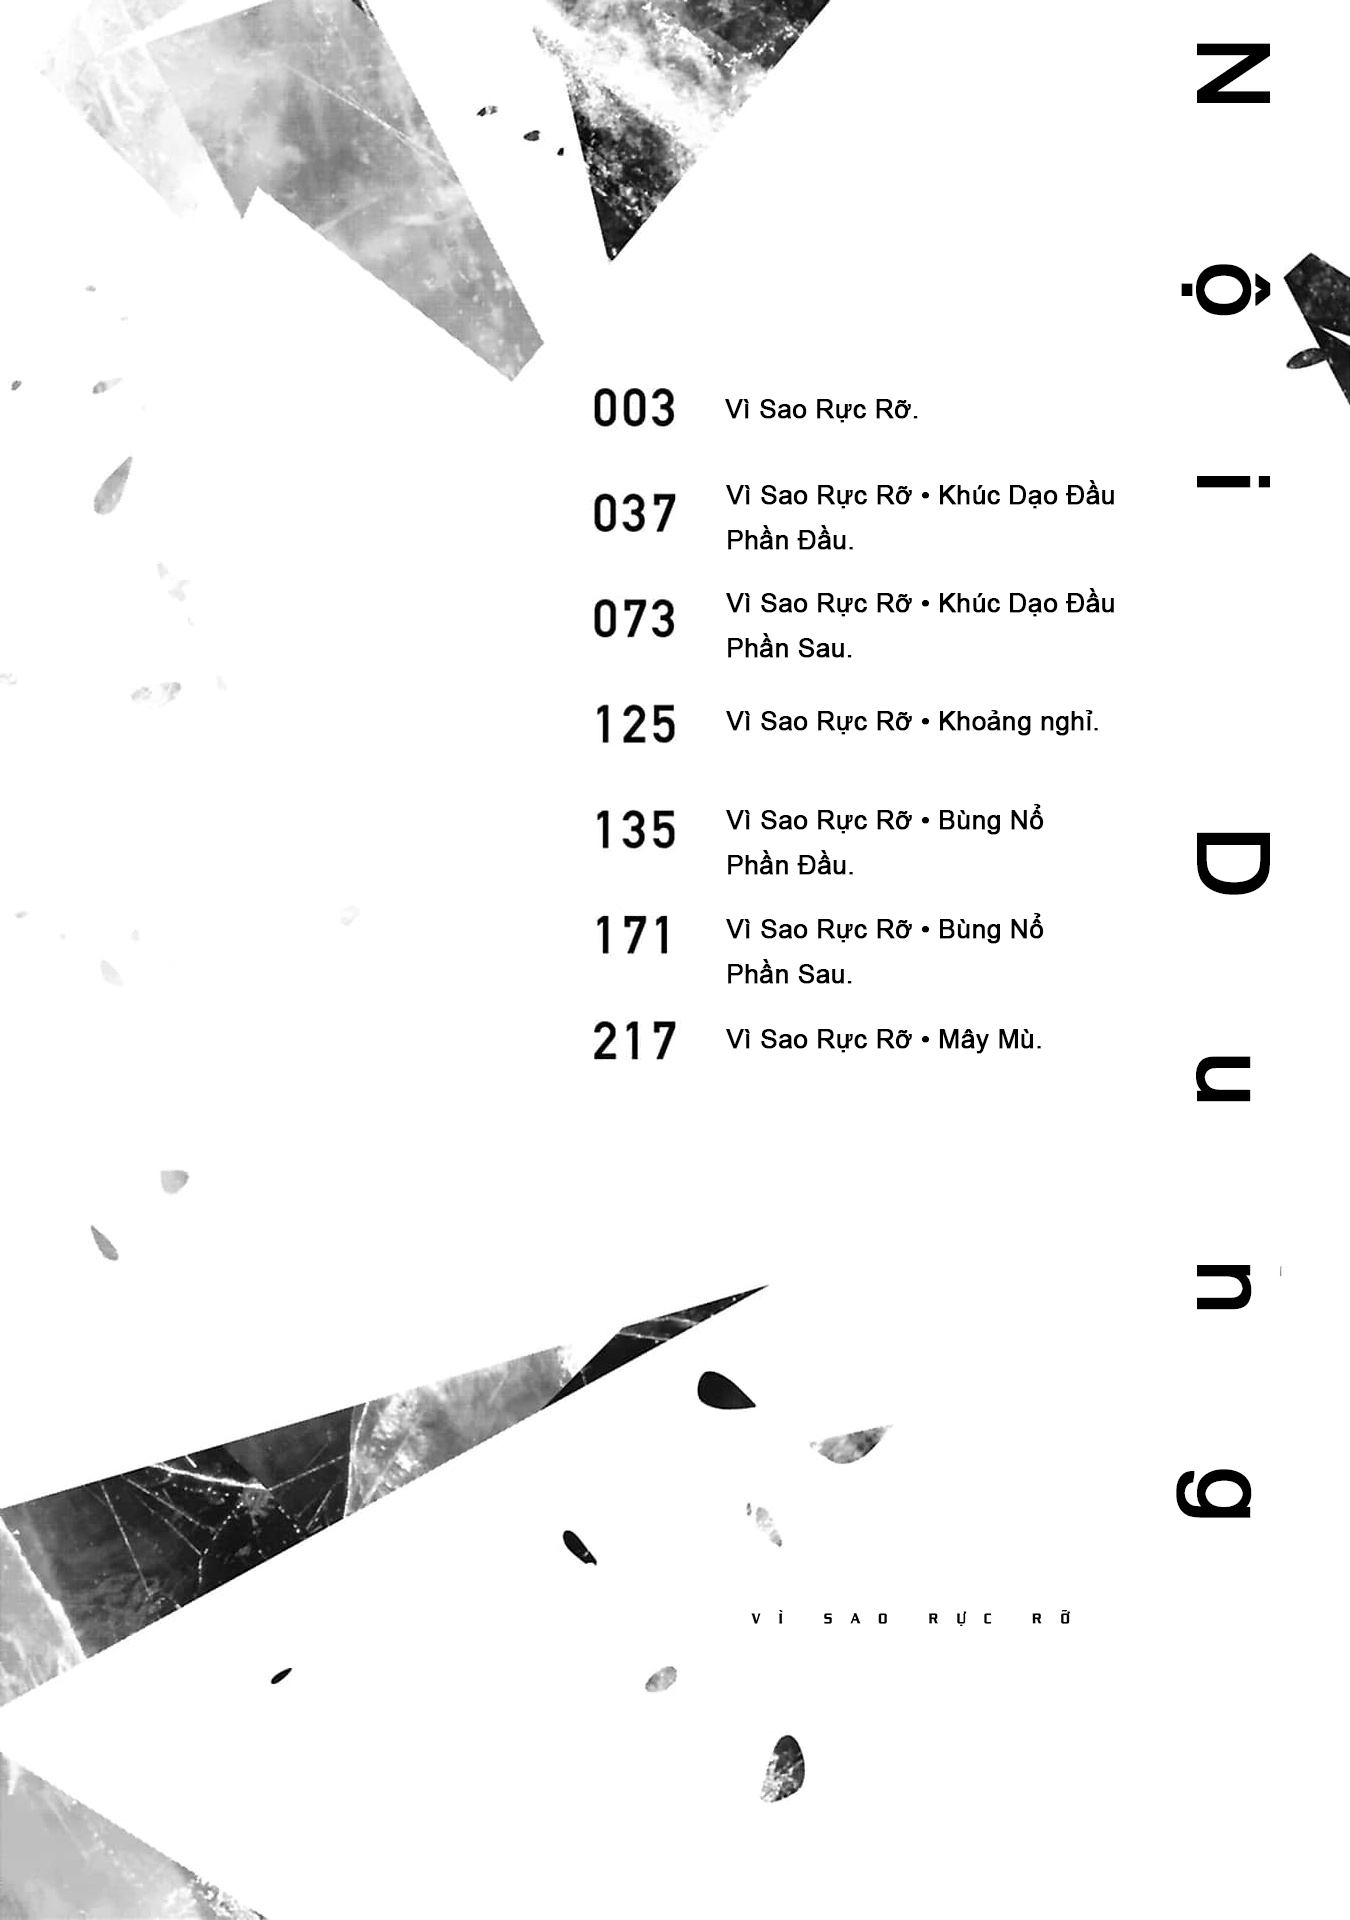 Nội Dung
003 Vì Sao Rực Rỡ.
037 Vì Sao Rực Rỡ • Khúc Dạo Đầu
Phần Đầu.
073 Vì Sao Rực Rỡ • Khúc Dạo Đầu
Phần Sau.
125 Vì Sao Rực Rỡ • Khoảng nghỉ.
135 Vì Sao Rực Rỡ • Bùng Nổ
Phần Đầu.
171 Vì Sao Rực Rỡ • Bùng Nổ
Phần Sau.
217 Vì Sao Rực Rỡ • Mây Mù.
VÌ SAO RỰC RỠ